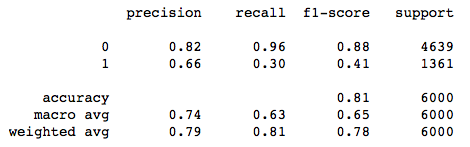 precision recall f1-score support
0 0.82 0.96 0.88 4639
1 0.66 0.30 0.41 1361
accuracy 0.81 6000
macro avg 0.74 0.63 0.65 6000
weighted avg 0.79 0.81 0.78 6000